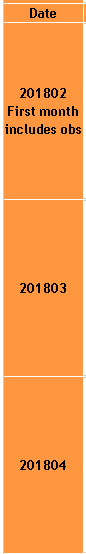 Date
201802
First month
includes obs
201803
201804